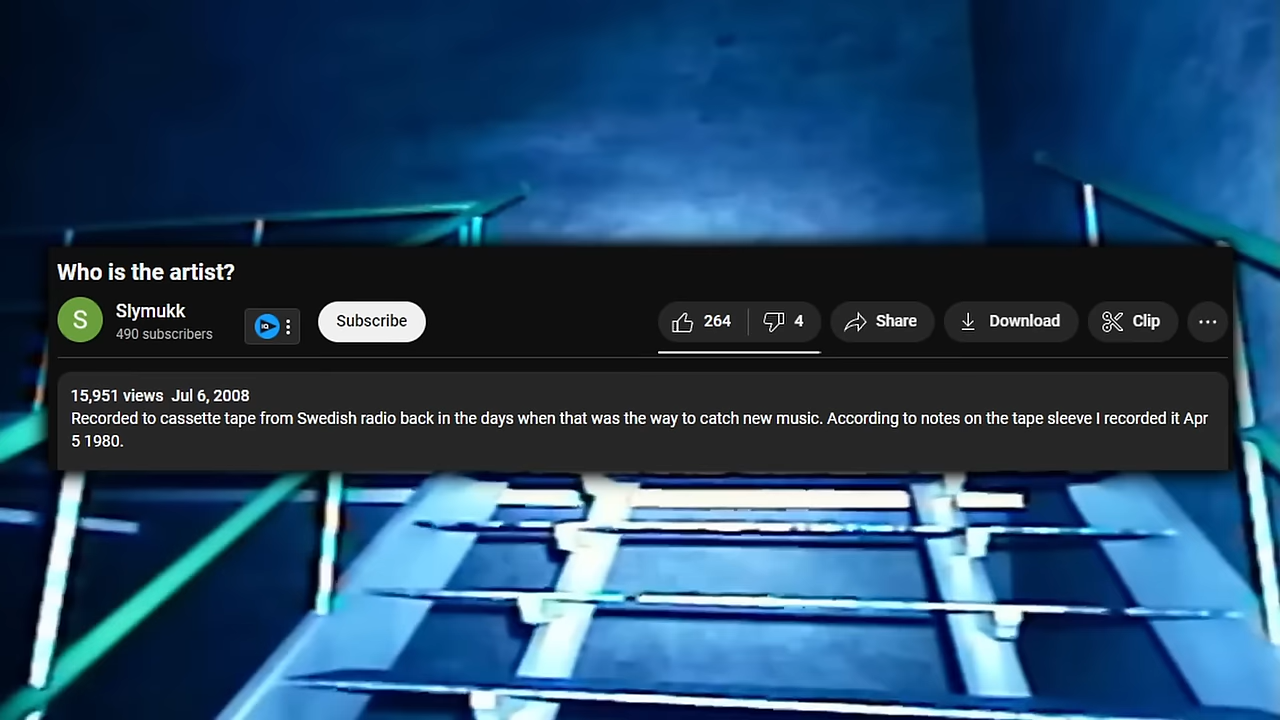 Who is the artist?
S
Slymukk
490 subscribers
IQ
Subscribe
264
4
Share
Download
Clip
15,951 views Jul 6, 2008
Recorded to cassette tape from Swedish radio back in the days when that was the way to catch new music. According to notes on the tape sleeve I recorded it Apr
5 1980.